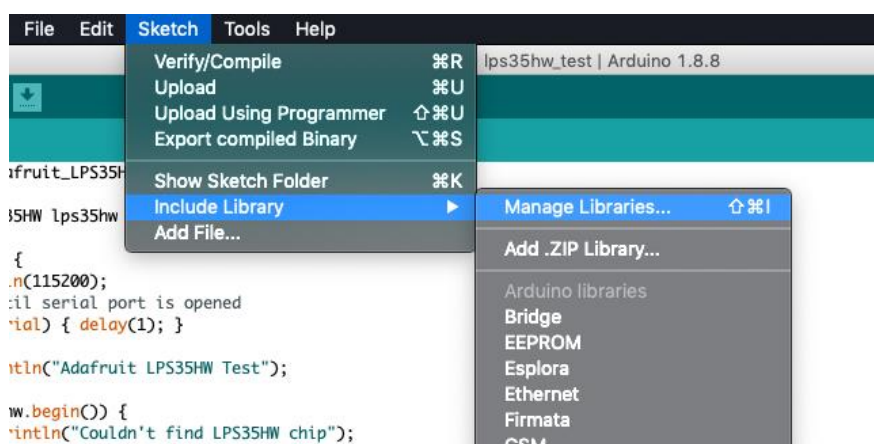 File Edit Sketch Tools Help
lps35hw_test | Arduino 1.8.8
Verify/Compile ⌘R
Upload ⌘U
Upload Using Programmer ⇧⌘U
Export compiled Binary ⌥⌘S
Show Sketch Folder ⌘K
Include Library ▶
Add File...
Manage Libraries... ⇧⌘I
Add .ZIP Library...
Arduino libraries
Bridge
EEPROM
Esplora
Ethernet
Firmata
GSM
afruit_LPS35H
35HW lps35hw
{
.n(115200);
til serial port is opened
rial) { delay(1); }
ntln("Adafruit LPS35HW Test");
hw.begin()) {
rintln("Couldn't find LPS35HW chip");